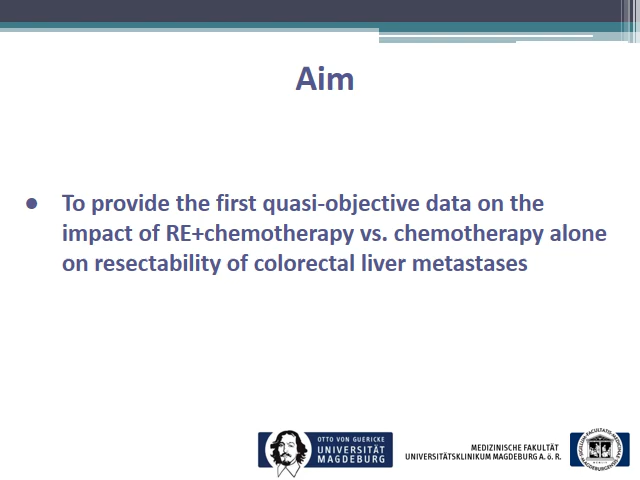 Aim
● To provide the first quasi-objective data on the
impact of RE+chemotherapy vs. chemotherapy alone
on resectability of colorectal liver metastases
OTTO VON GUERICKE
UNIVERSITÄT
MAGDEBURG
MEDIZINISCHE FAKULTÄT
UNIVERSITÄTSKLINIKUM MAGDEBURG A. ö. R.